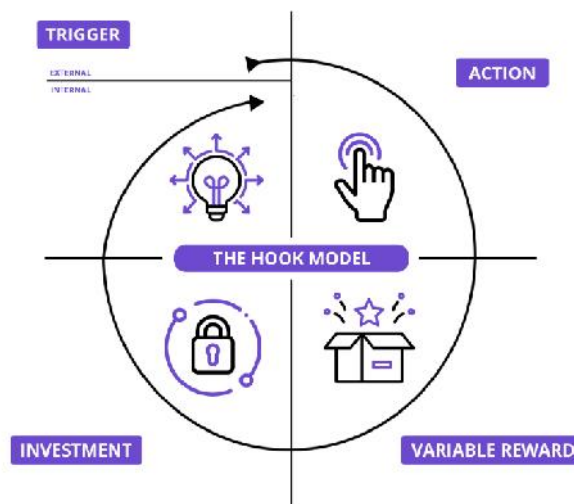 TRIGGER
EXTERNAL
INTERNAL
ACTION
THE HOOK MODEL
INVESTMENT
VARIABLE REWARD